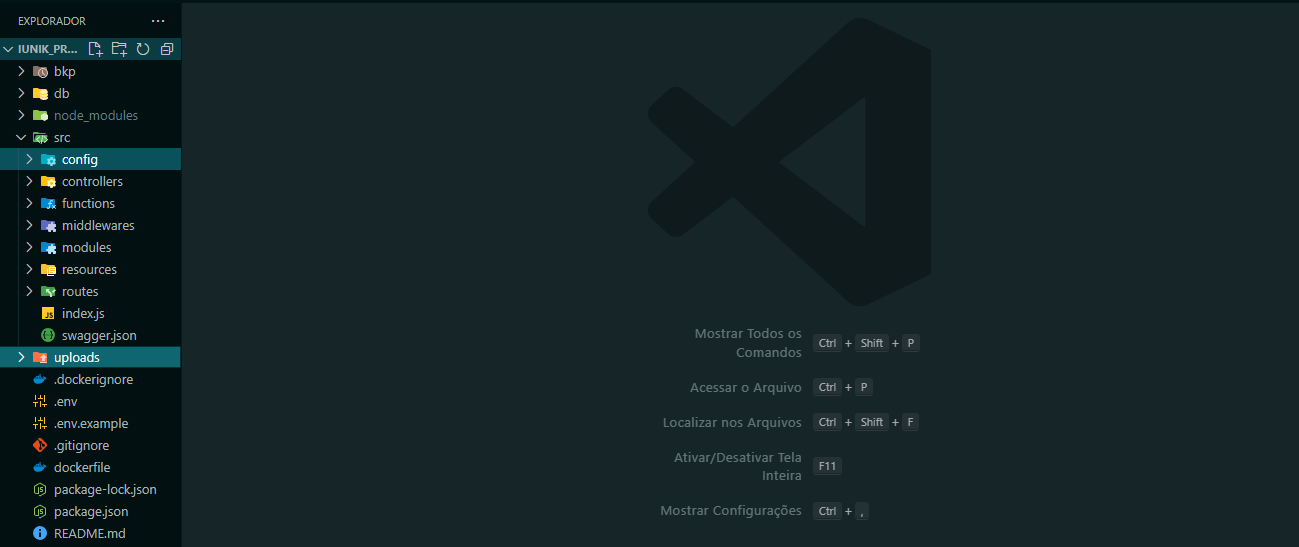 EXPLORADOR
IUNIK_PR...
bkp
db
node_modules
src
config
controllers
functions
middlewares
modules
resources
routes
index.js
swagger.json
uploads
.dockerignore
.env
.env.example
.gitignore
dockerfile
package-lock.json
package.json
README.md
Mostrar Todos os
Comandos
Ctrl + Shift + P
Acessar o Arquivo Ctrl + P
Localizar nos Arquivos Ctrl + Shift + F
Ativar/Desativar Tela
Inteira
F11
Mostrar Configurações Ctrl + ,